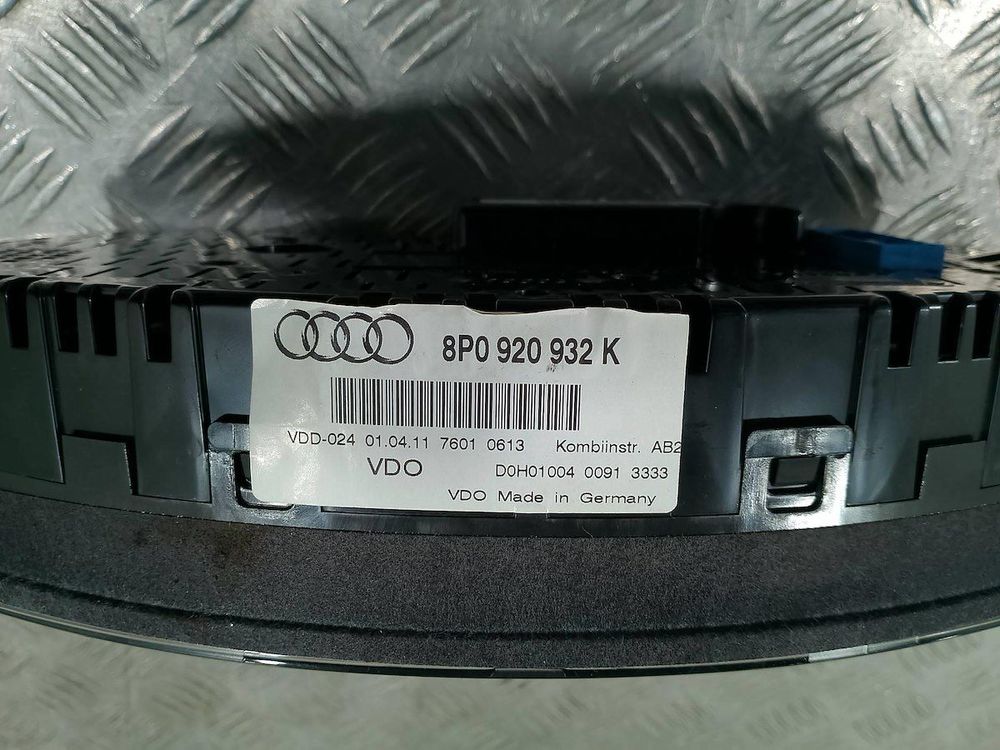 8P0 920 932 K
VDD-024 01.04.11 7601 0613 Kombiinstr. AB2
VDO D0H01004 0091 3333
VDO Made in Germany